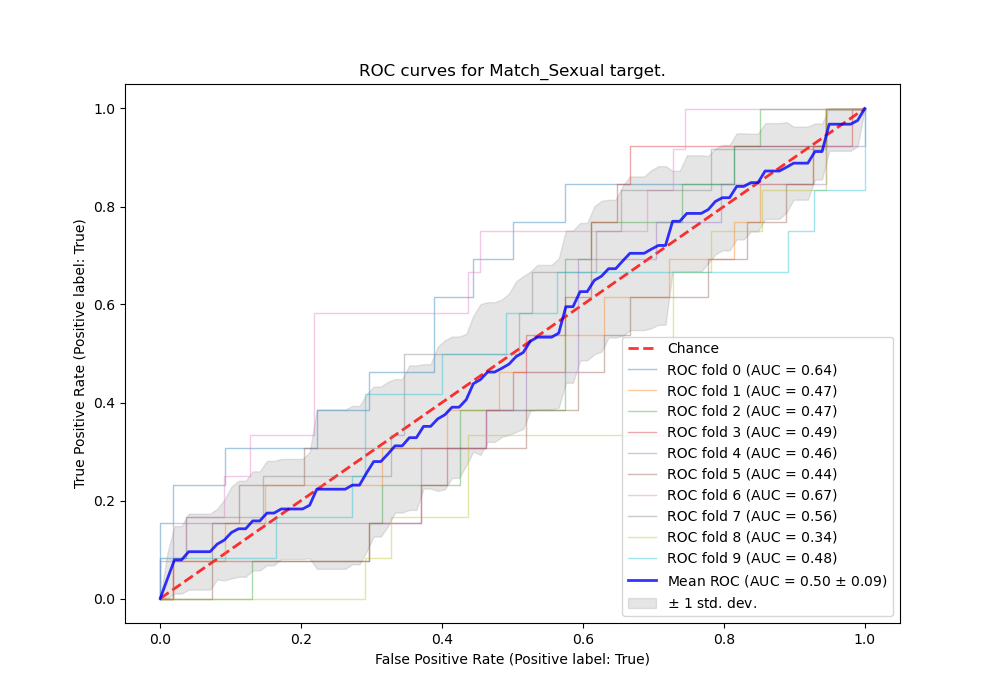 ROC curves for Match_Sexual target.
True Positive Rate (Positive label: True)
1.0
0.8
0.6
0.4
0.2
0.0
0.0 0.2 0.4 0.6 0.8 1.0
False Positive Rate (Positive label: True)
Chance
ROC fold 0 (AUC = 0.64)
ROC fold 1 (AUC = 0.47)
ROC fold 2 (AUC = 0.47)
ROC fold 3 (AUC = 0.49)
ROC fold 4 (AUC = 0.46)
ROC fold 5 (AUC = 0.44)
ROC fold 6 (AUC = 0.67)
ROC fold 7 (AUC = 0.56)
ROC fold 8 (AUC = 0.34)
ROC fold 9 (AUC = 0.48)
Mean ROC (AUC = 0.50 ± 0.09)
± 1 std. dev.